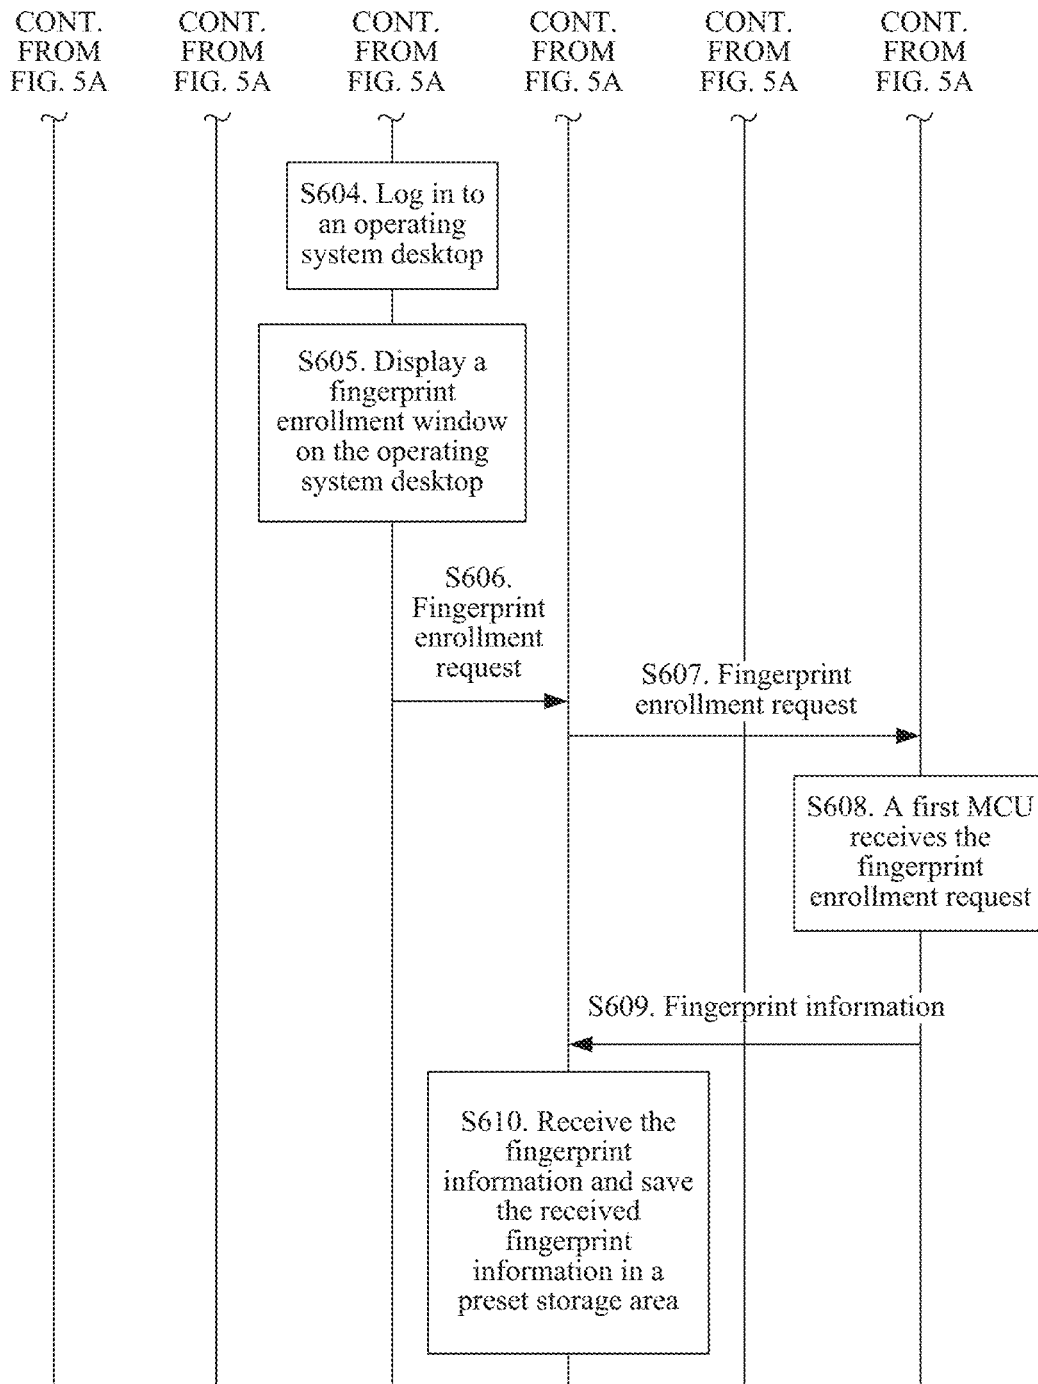 CONT.
FROM
FIG. 5A
CONT.
FROM
FIG. 5A
CONT.
FROM
FIG. 5A
CONT.
FROM
FIG. 5A
CONT.
FROM
FIG. 5A
CONT.
FROM
FIG. 5A
S604. Log in to
an operating
system desktop
S605. Display a
fingerprint
enrollment window
on the operating
system desktop
S606.
Fingerprint
enrollment
request
S607. Fingerprint
enrollment request
S608. A first MCU
receives the
fingerprint
enrollment request
S609. Fingerprint information
S610. Receive the
fingerprint
information and save
the received
fingerprint
information in a
preset storage area